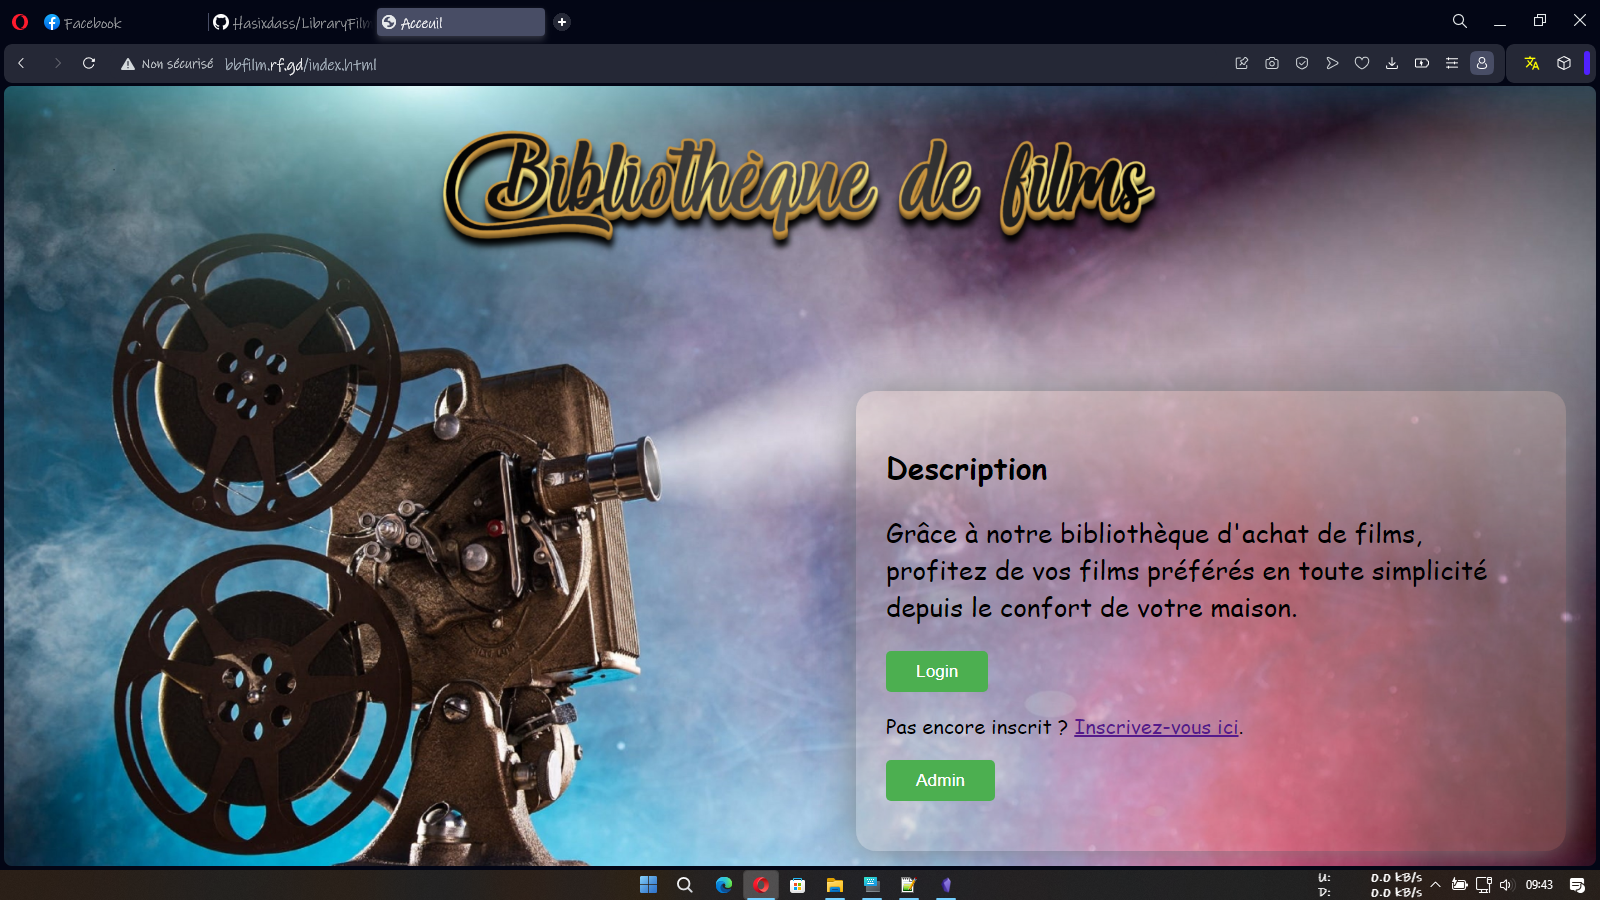 Facebook
Hasixdass/LibraryFilm
Acceuil
Non sécurisé
bbfilm.rf.gd/index.html
Bibliothèque de films
Description
Grâce à notre bibliothèque d'achat de films,
profitez de vos films préférés en toute simplicité
depuis le confort de votre maison.
Login
Pas encore inscrit ? Inscrivez-vous ici.
Admin
U: 0.0 kB/s
D: 0.0 kB/s
09:43